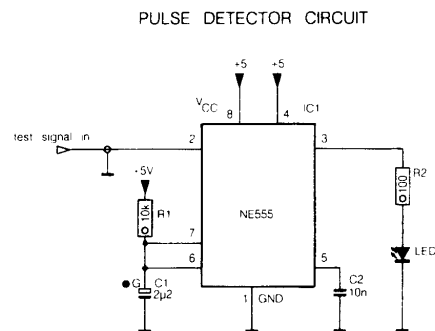 PULSE DETECTOR CIRCUIT
+5 +5
VCC
8 4 IC1
test signal in
2 3
+5V
10k R1
R2
100
NE555
7
6 5
LED
G C1
2µ2
1 GND
C2
10n